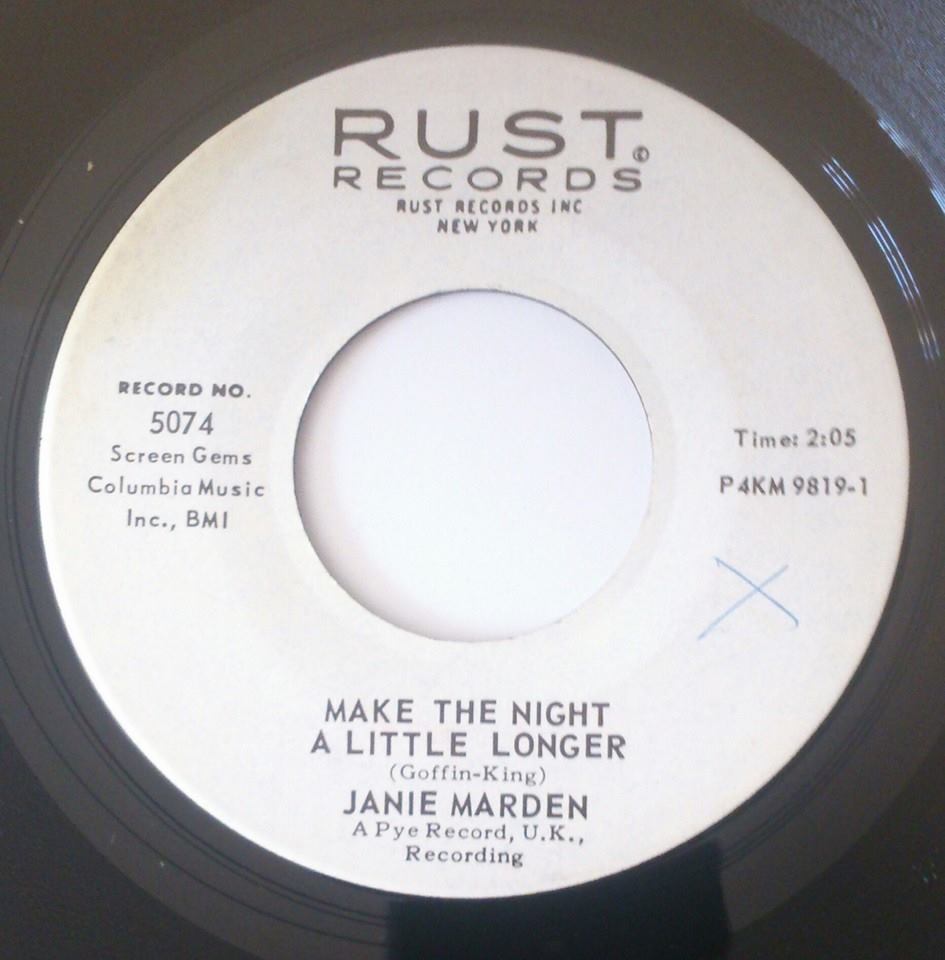 RUST®
RECORDS
RUST RECORDS INC
NEW YORK
RECORD NO.
5074
Screen Gems
Columbia Music
Inc., BMI
Time: 2:05
P4KM 9819-1
X
MAKE THE NIGHT
A LITTLE LONGER
(Goffin-King)
JANIE MARDEN
A Pye Record, U.K.,
Recording